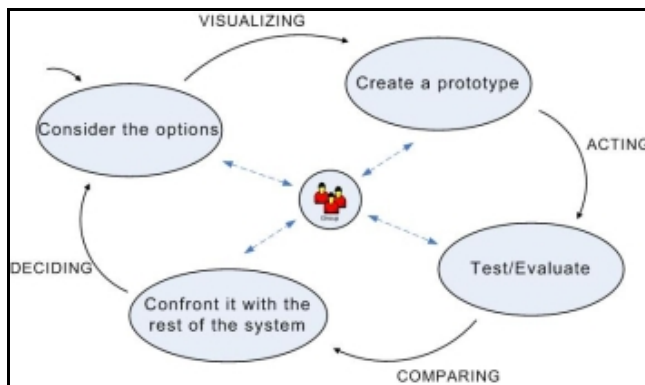 VISUALIZING
Create a prototype
Consider the options
ACTING
Group
Test/Evaluate
DECIDING
Confront it with the
rest of the system
COMPARING